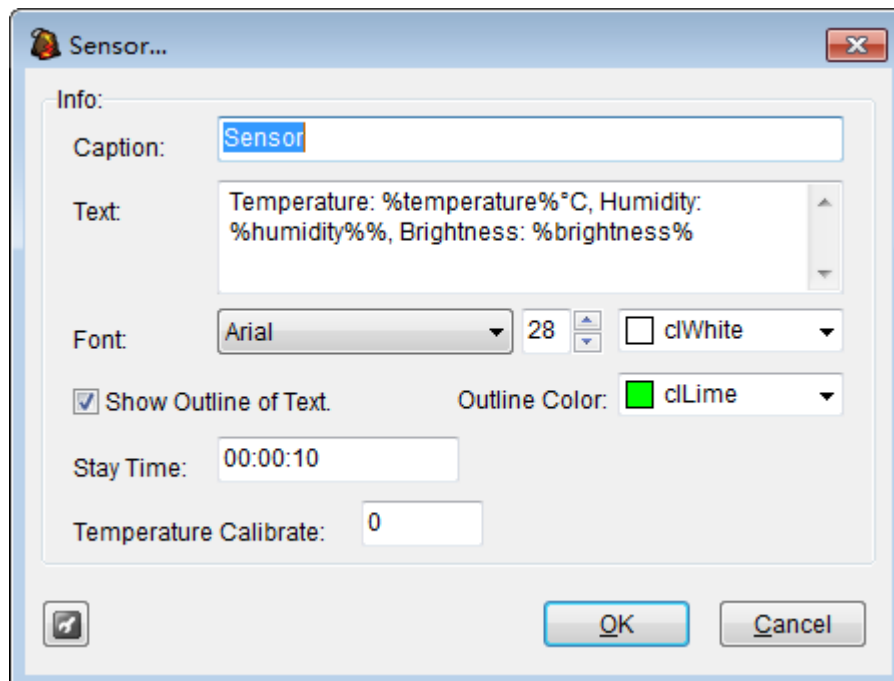 Sensor...
Info:
Caption: Sensor
Text: Temperature: %temperature%°C, Humidity:
%humidity%%, Brightness: %brightness%
Font: Arial 28 clWhite
Show Outline of Text. Outline Color: clLime
Stay Time: 00:00:10
Temperature Calibrate: 0
OK Cancel